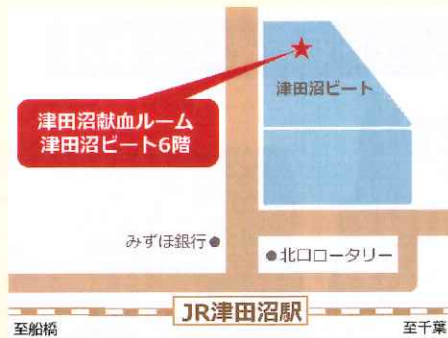 津田沼ビート
津田沼献血ルーム
津田沼ビート6階
みずほ銀行●
●北口ロータリー
JR津田沼駅
至船橋
至千葉